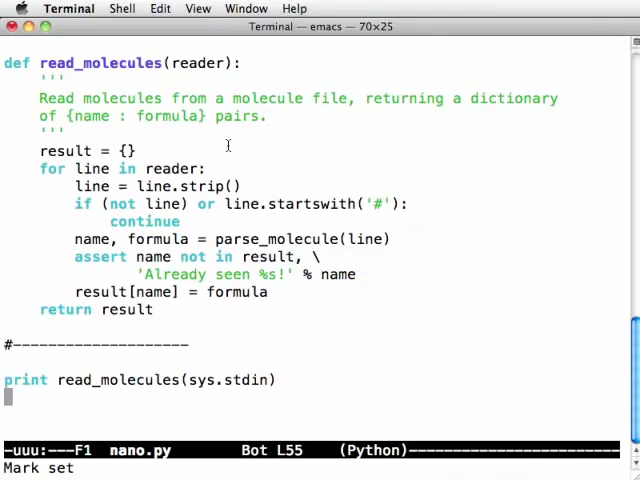 Terminal Shell Edit View Window Help
Terminal — emacs — 70×25
def read_molecules(reader):
    '''
    Read molecules from a molecule file, returning a dictionary
    of {name : formula} pairs.
    '''
    result = {}
    for line in reader:
        line = line.strip()
        if (not line) or line.startswith('#'):
            continue
        name, formula = parse_molecule(line)
        assert name not in result, \
               'Already seen %s!' % name
        result[name] = formula
    return result
#--------------------
print read_molecules(sys.stdin)
-uuu:---F1  nano.py        Bot L55    (Python)------------------------
Mark set